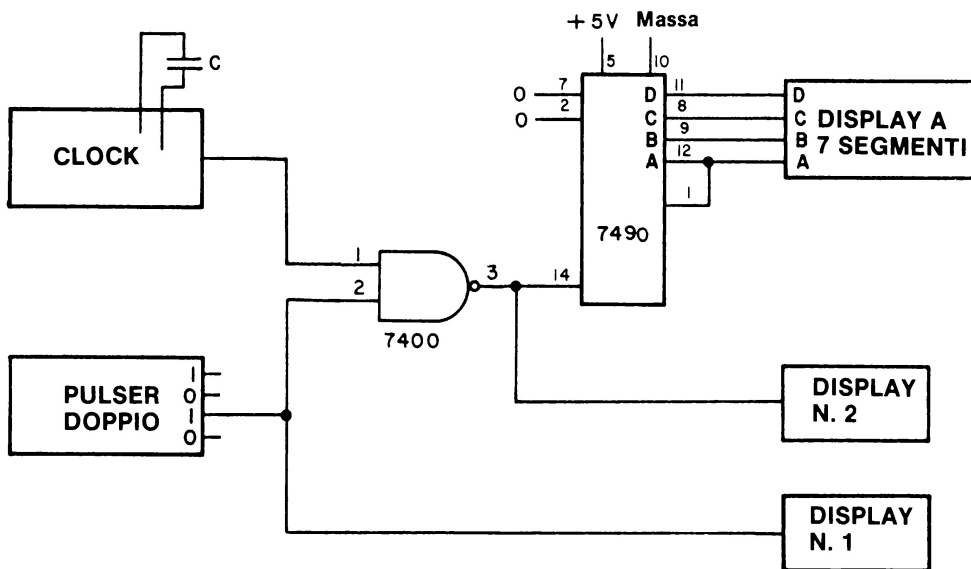 + 5V Massa
C
5 10
0 7 D 11 D
0 2 C 8 C
B 9 B
A 12 A
DISPLAY A
7 SEGMENTI
CLOCK
1
7490
1
2
3
14
7400
PULSER
DOPPIO
1
0
1
0
DISPLAY
N. 2
DISPLAY
N. 1